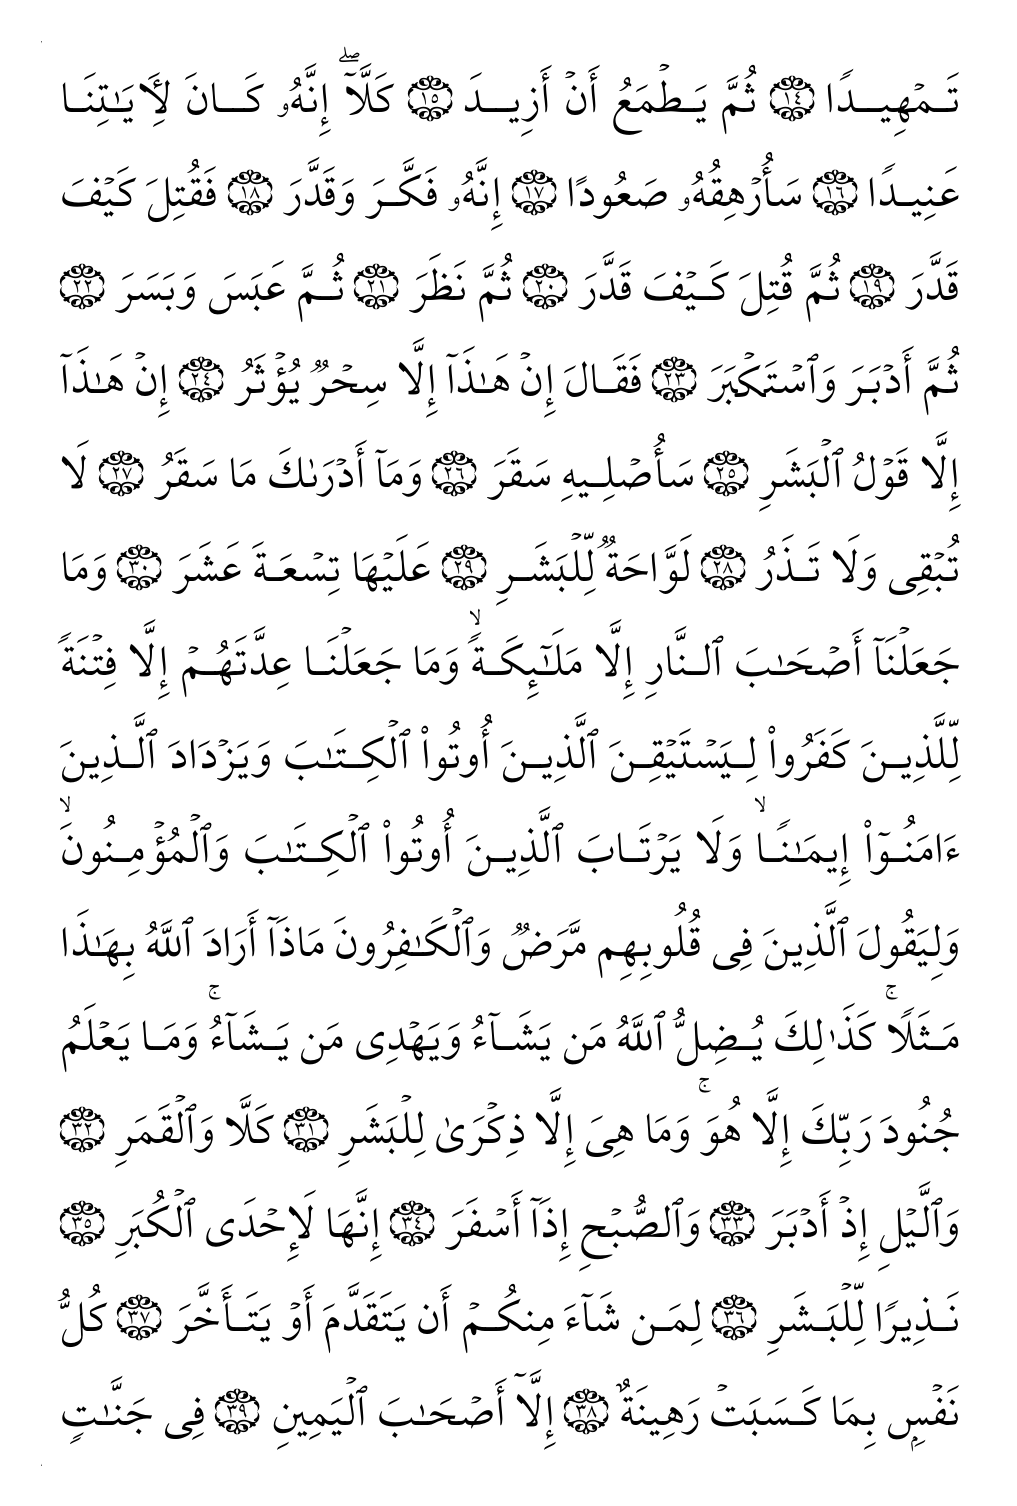 تَمۡهِيدٗا ١٤ ثُمَّ يَطۡمَعُ أَنۡ أَزِيدَ ١٥ كَلَّآۖ إِنَّهُۥ كَانَ لِأٓيَٰتِنَا
عَنِيدٗا ١٦ سَأُرۡهِقُهُۥ صَعُودًا ١٧ إِنَّهُۥ فَكَّرَ وَقَدَّرَ ١٨ فَقُتِلَ كَيۡفَ
قَدَّرَ ١٩ ثُمَّ قُتِلَ كَيۡفَ قَدَّرَ ٢٠ ثُمَّ نَظَرَ ٢١ ثُمَّ عَبَسَ وَبَسَرَ ٢٢
ثُمَّ أَدۡبَرَ وَٱسۡتَكۡبَرَ ٢٣ فَقَالَ إِنۡ هَٰذَآ إِلَّا سِحۡرٞ يُؤۡثَرُ ٢٤ إِنۡ هَٰذَآ
إِلَّا قَوۡلُ ٱلۡبَشَرِ ٢٥ سَأُصۡلِيهِ سَقَرَ ٢٦ وَمَآ أَدۡرَىٰكَ مَا سَقَرُ ٢٧ لَا
تُبۡقِي وَلَا تَذَرُ ٢٨ لَوَّاحَةٞ لِّلۡبَشَرِ ٢٩ عَلَيۡهَا تِسۡعَةَ عَشَرَ ٣٠ وَمَا
جَعَلۡنَآ أَصۡحَٰبَ ٱلنَّارِ إِلَّا مَلَٰٓئِكَةٗۙ وَمَا جَعَلۡنَا عِدَّتَهُمۡ إِلَّا فِتۡنَةٗ
لِّلَّذِينَ كَفَرُواْ لِيَسۡتَيۡقِنَ ٱلَّذِينَ أُوتُواْ ٱلۡكِتَٰبَ وَيَزۡدَادَ ٱلَّذِينَ
ءَامَنُوٓاْ إِيمَٰنٗاۙ وَلَا يَرۡتَابَ ٱلَّذِينَ أُوتُواْ ٱلۡكِتَٰبَ وَٱلۡمُؤۡمِنُونَۙ
وَلِيَقُولَ ٱلَّذِينَ فِي قُلُوبِهِم مَّرَضٞ وَٱلۡكَٰفِرُونَ مَاذَآ أَرَادَ ٱللَّهُ بِهَٰذَا
مَثَلٗاۚ كَذَٰلِكَ يُضِلُّ ٱللَّهُ مَن يَشَآءُ وَيَهۡدِي مَن يَشَآءُۚ وَمَا يَعۡلَمُ
جُنُودَ رَبِّكَ إِلَّا هُوَۚ وَمَا هِيَ إِلَّا ذِكۡرَىٰ لِلۡبَشَرِ ٣١ كَلَّا وَٱلۡقَمَرِ ٣٢
وَٱلَّيۡلِ إِذۡ أَدۡبَرَ ٣٣ وَٱلصُّبۡحِ إِذَآ أَسۡفَرَ ٣٤ إِنَّهَا لَإِحۡدَى ٱلۡكُبَرِ ٣٥
نَذِيرٗا لِّلۡبَشَرِ ٣٦ لِمَن شَآءَ مِنكُمۡ أَن يَتَقَدَّمَ أَوۡ يَتَأَخَّرَ ٣٧ كُلُّ
نَفۡسِۭ بِمَا كَسَبَتۡ رَهِينَةٌ ٣٨ إِلَّآ أَصۡحَٰبَ ٱلۡيَمِينِ ٣٩ فِي جَنَّٰتٖ